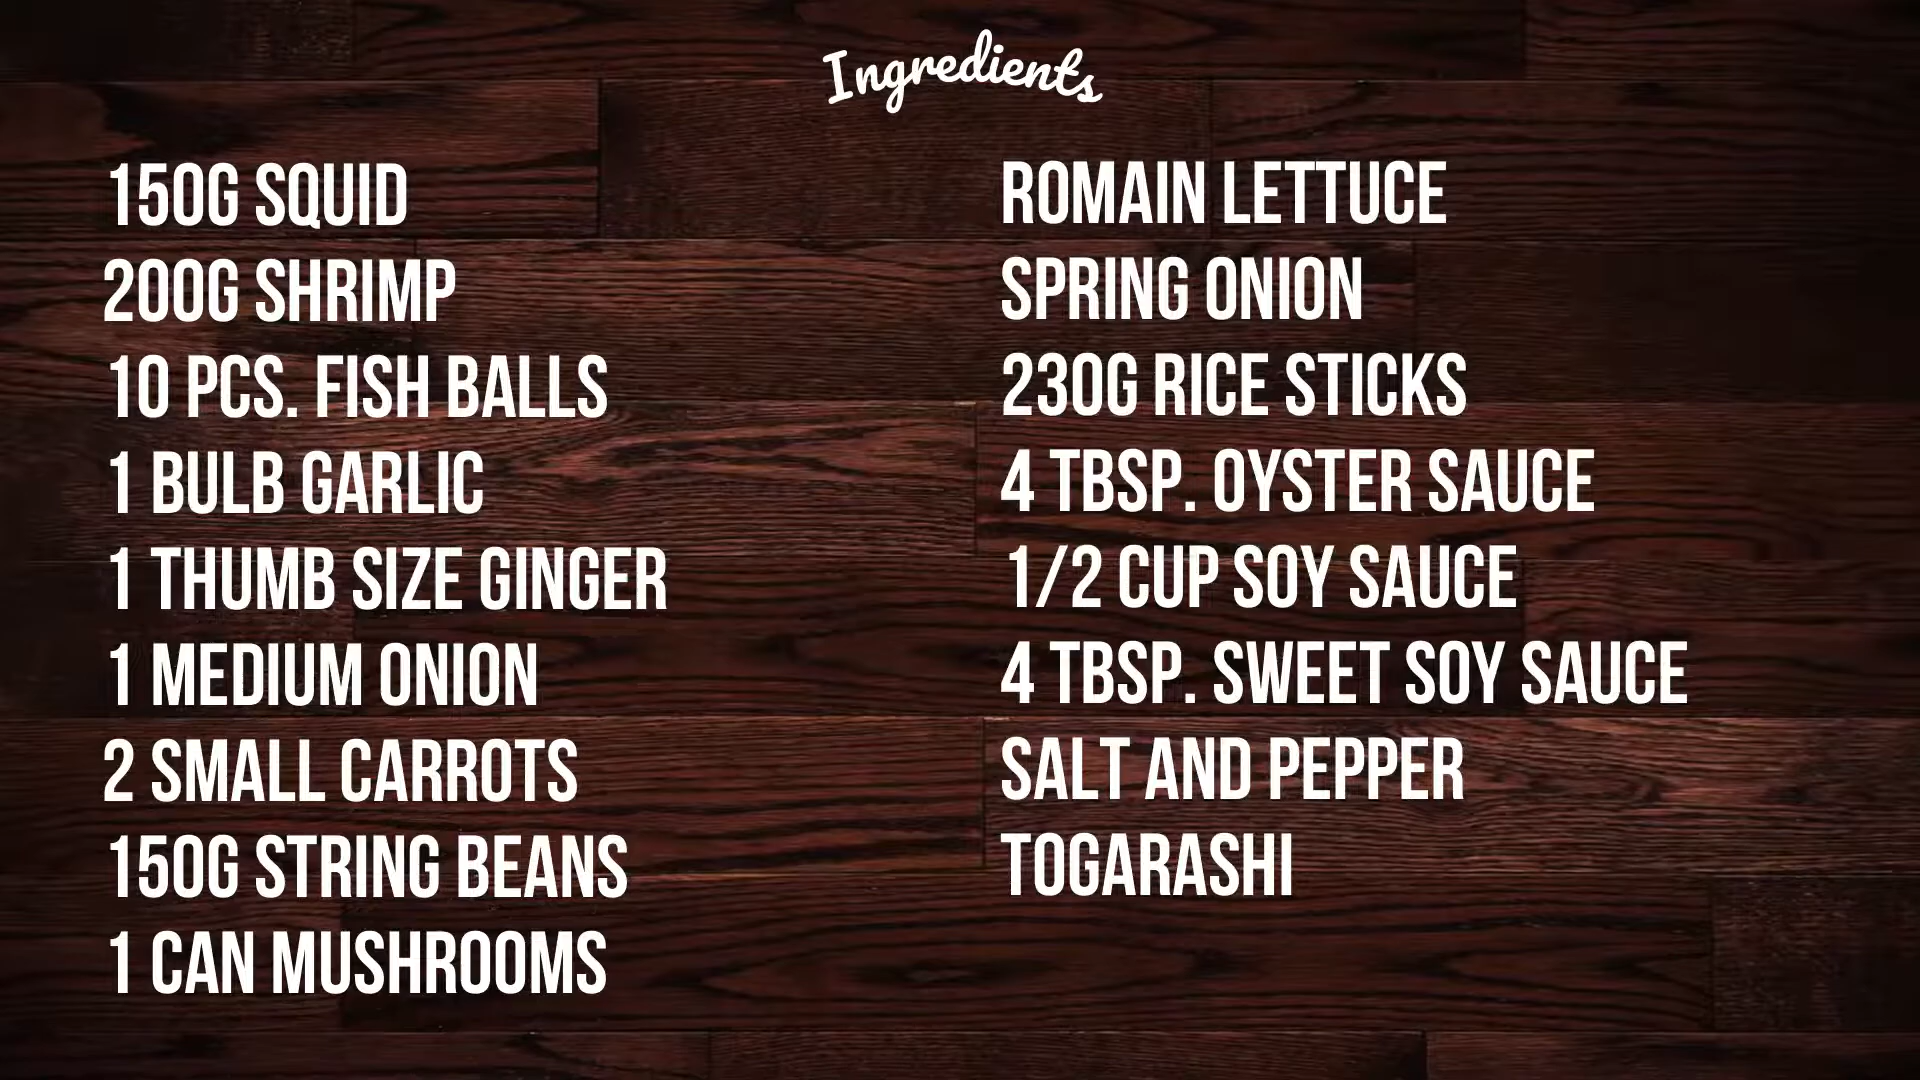 Ingredients
150G SQUID
200G SHRIMP
10 PCS. FISH BALLS
1 BULB GARLIC
1 THUMB SIZE GINGER
1 MEDIUM ONION
2 SMALL CARROTS
150G STRING BEANS
1 CAN MUSHROOMS
ROMAIN LETTUCE
SPRING ONION
230G RICE STICKS
4 TBSP. OYSTER SAUCE
1/2 CUP SOY SAUCE
4 TBSP. SWEET SOY SAUCE
SALT AND PEPPER
TOGARASHI